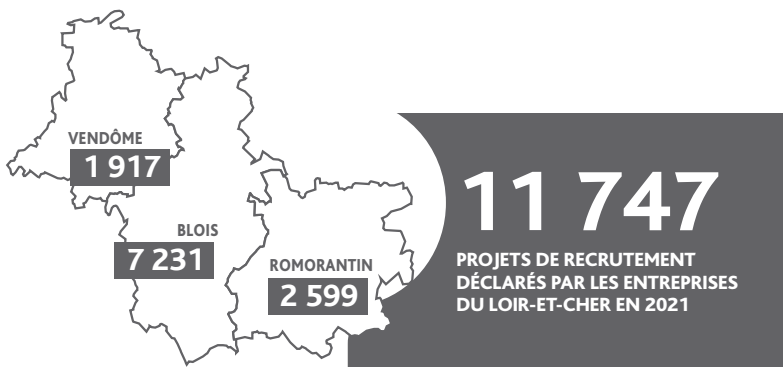 VENDÔME
1 917
BLOIS
7 231
ROMORANTIN
2 599
11 747
PROJETS DE RECRUTEMENT
DÉCLARÉS PAR LES ENTREPRISES
DU LOIR-ET-CHER EN 2021